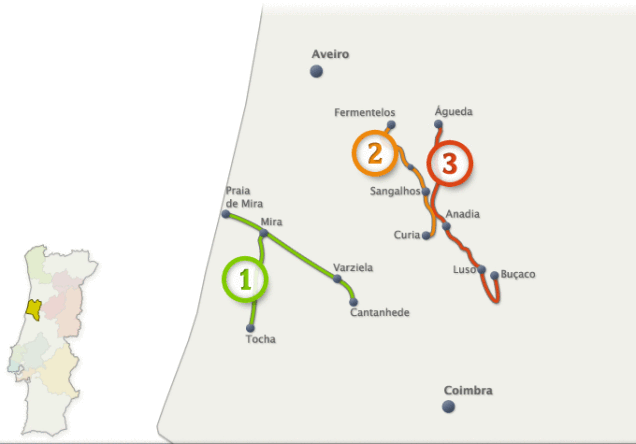 Aveiro
Fermentelos
Águeda
2
3
Sangalhos
Praia
de Mira
Anadia
Mira
Curia
Varziela
Luso
Buçaco
1
Cantanhede
Tocha
Coimbra